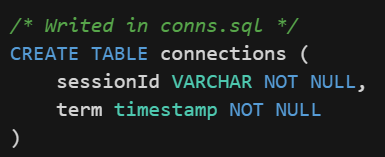 /* Writed in conns.sql */
CREATE TABLE connections (
    sessionId VARCHAR NOT NULL,
    term timestamp NOT NULL
)